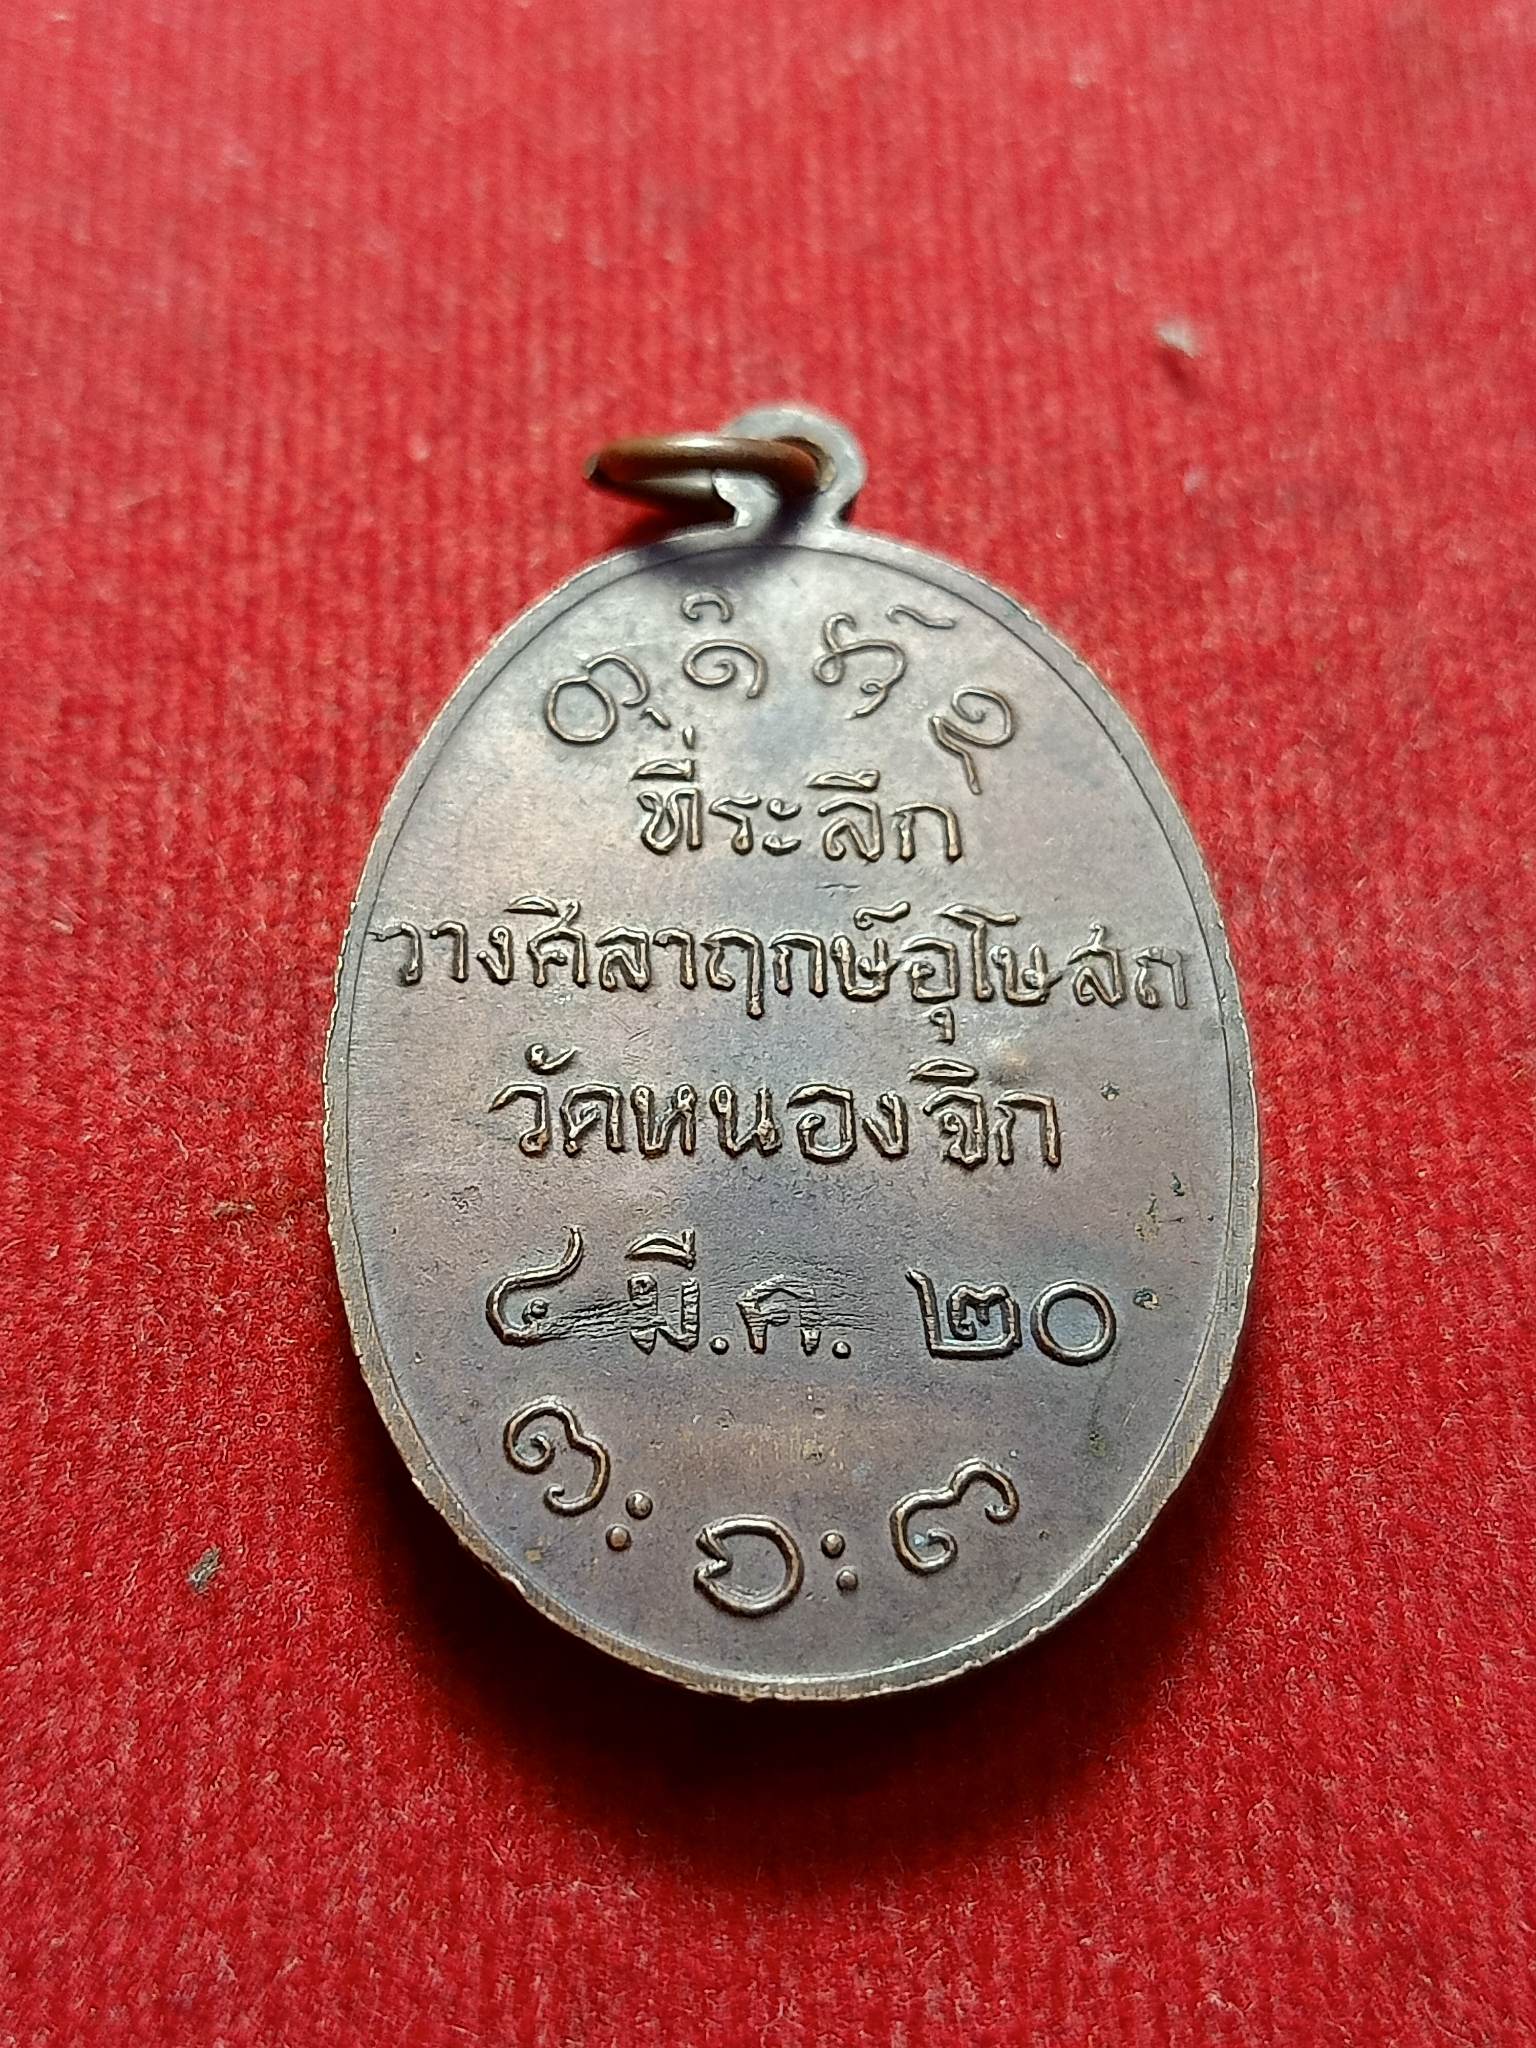 ที่ระลึก
วางศิลาฤกษ์อุโบสถ
วัดหนองจิก
๘ มี.ค. ๒๐